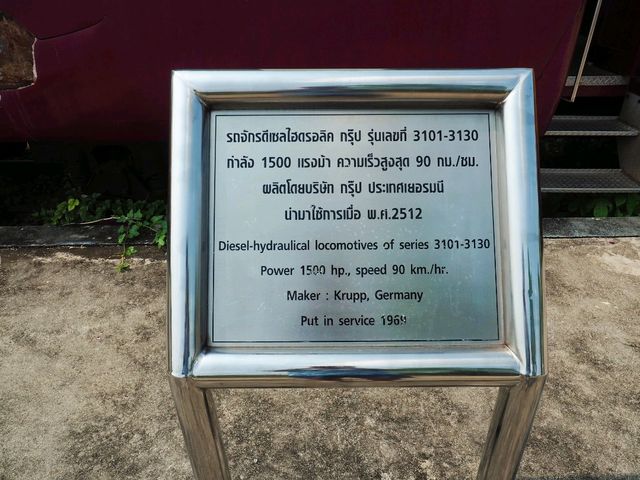 รถจักรดีเซลไฮดรอลิค กรุ๊ป รุ่นเลขที่ 3101-3130
กำลัง 1500 แรงม้า ความเร็วสูงสุด 90 กม./ชม.
ผลิตโดยบริษัท กรุ๊ป ประเทศเยอรมนี
นำมาใช้การเมื่อ พ.ศ.2512
Diesel-hydraulical locomotives of series 3101-3130
Power 1500 hp., speed 90 km./hr.
Maker : Krupp, Germany
Put in service 1969